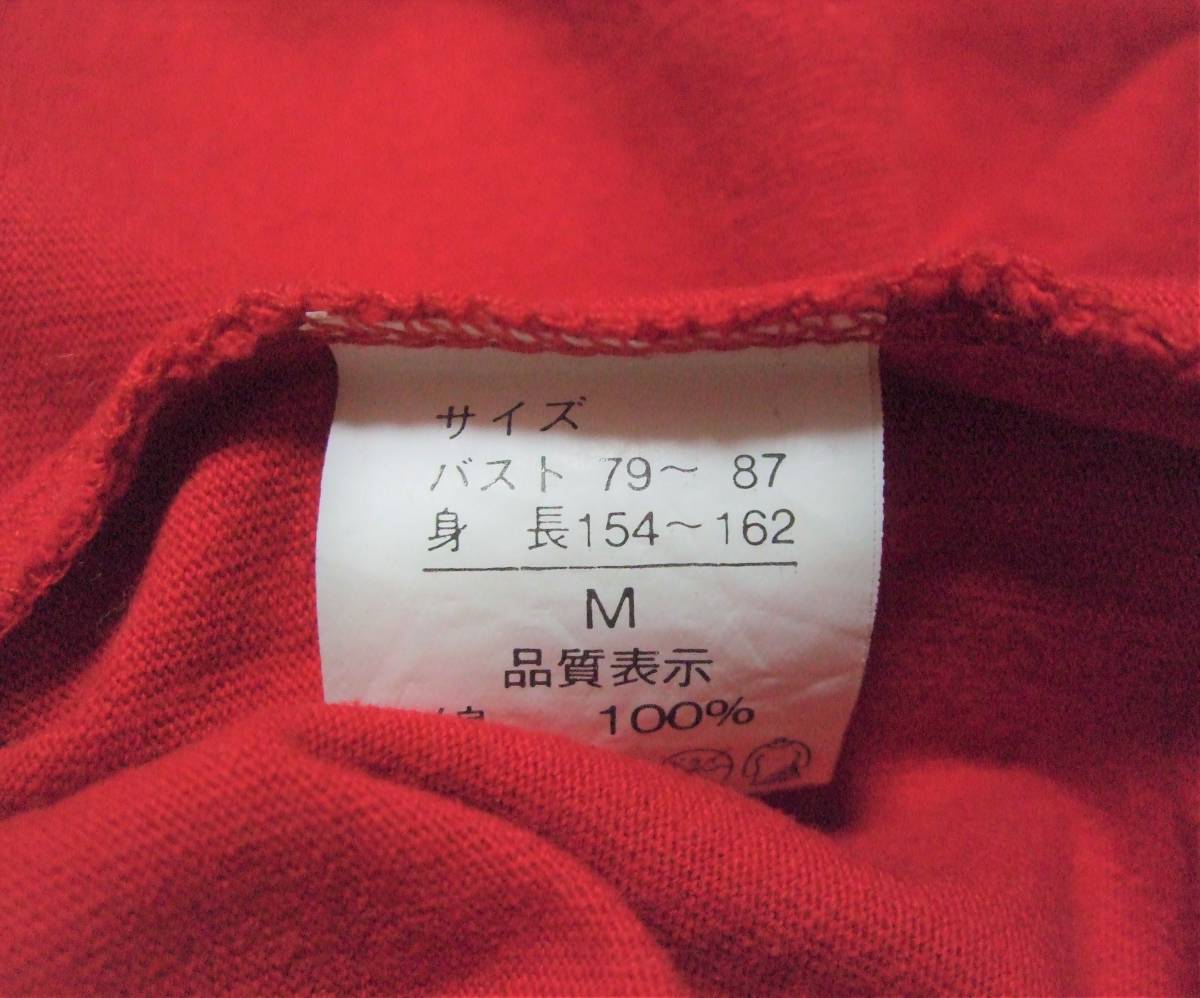 サイズ
バスト 79～ 87
身 長154～162
M
品質表示
100%